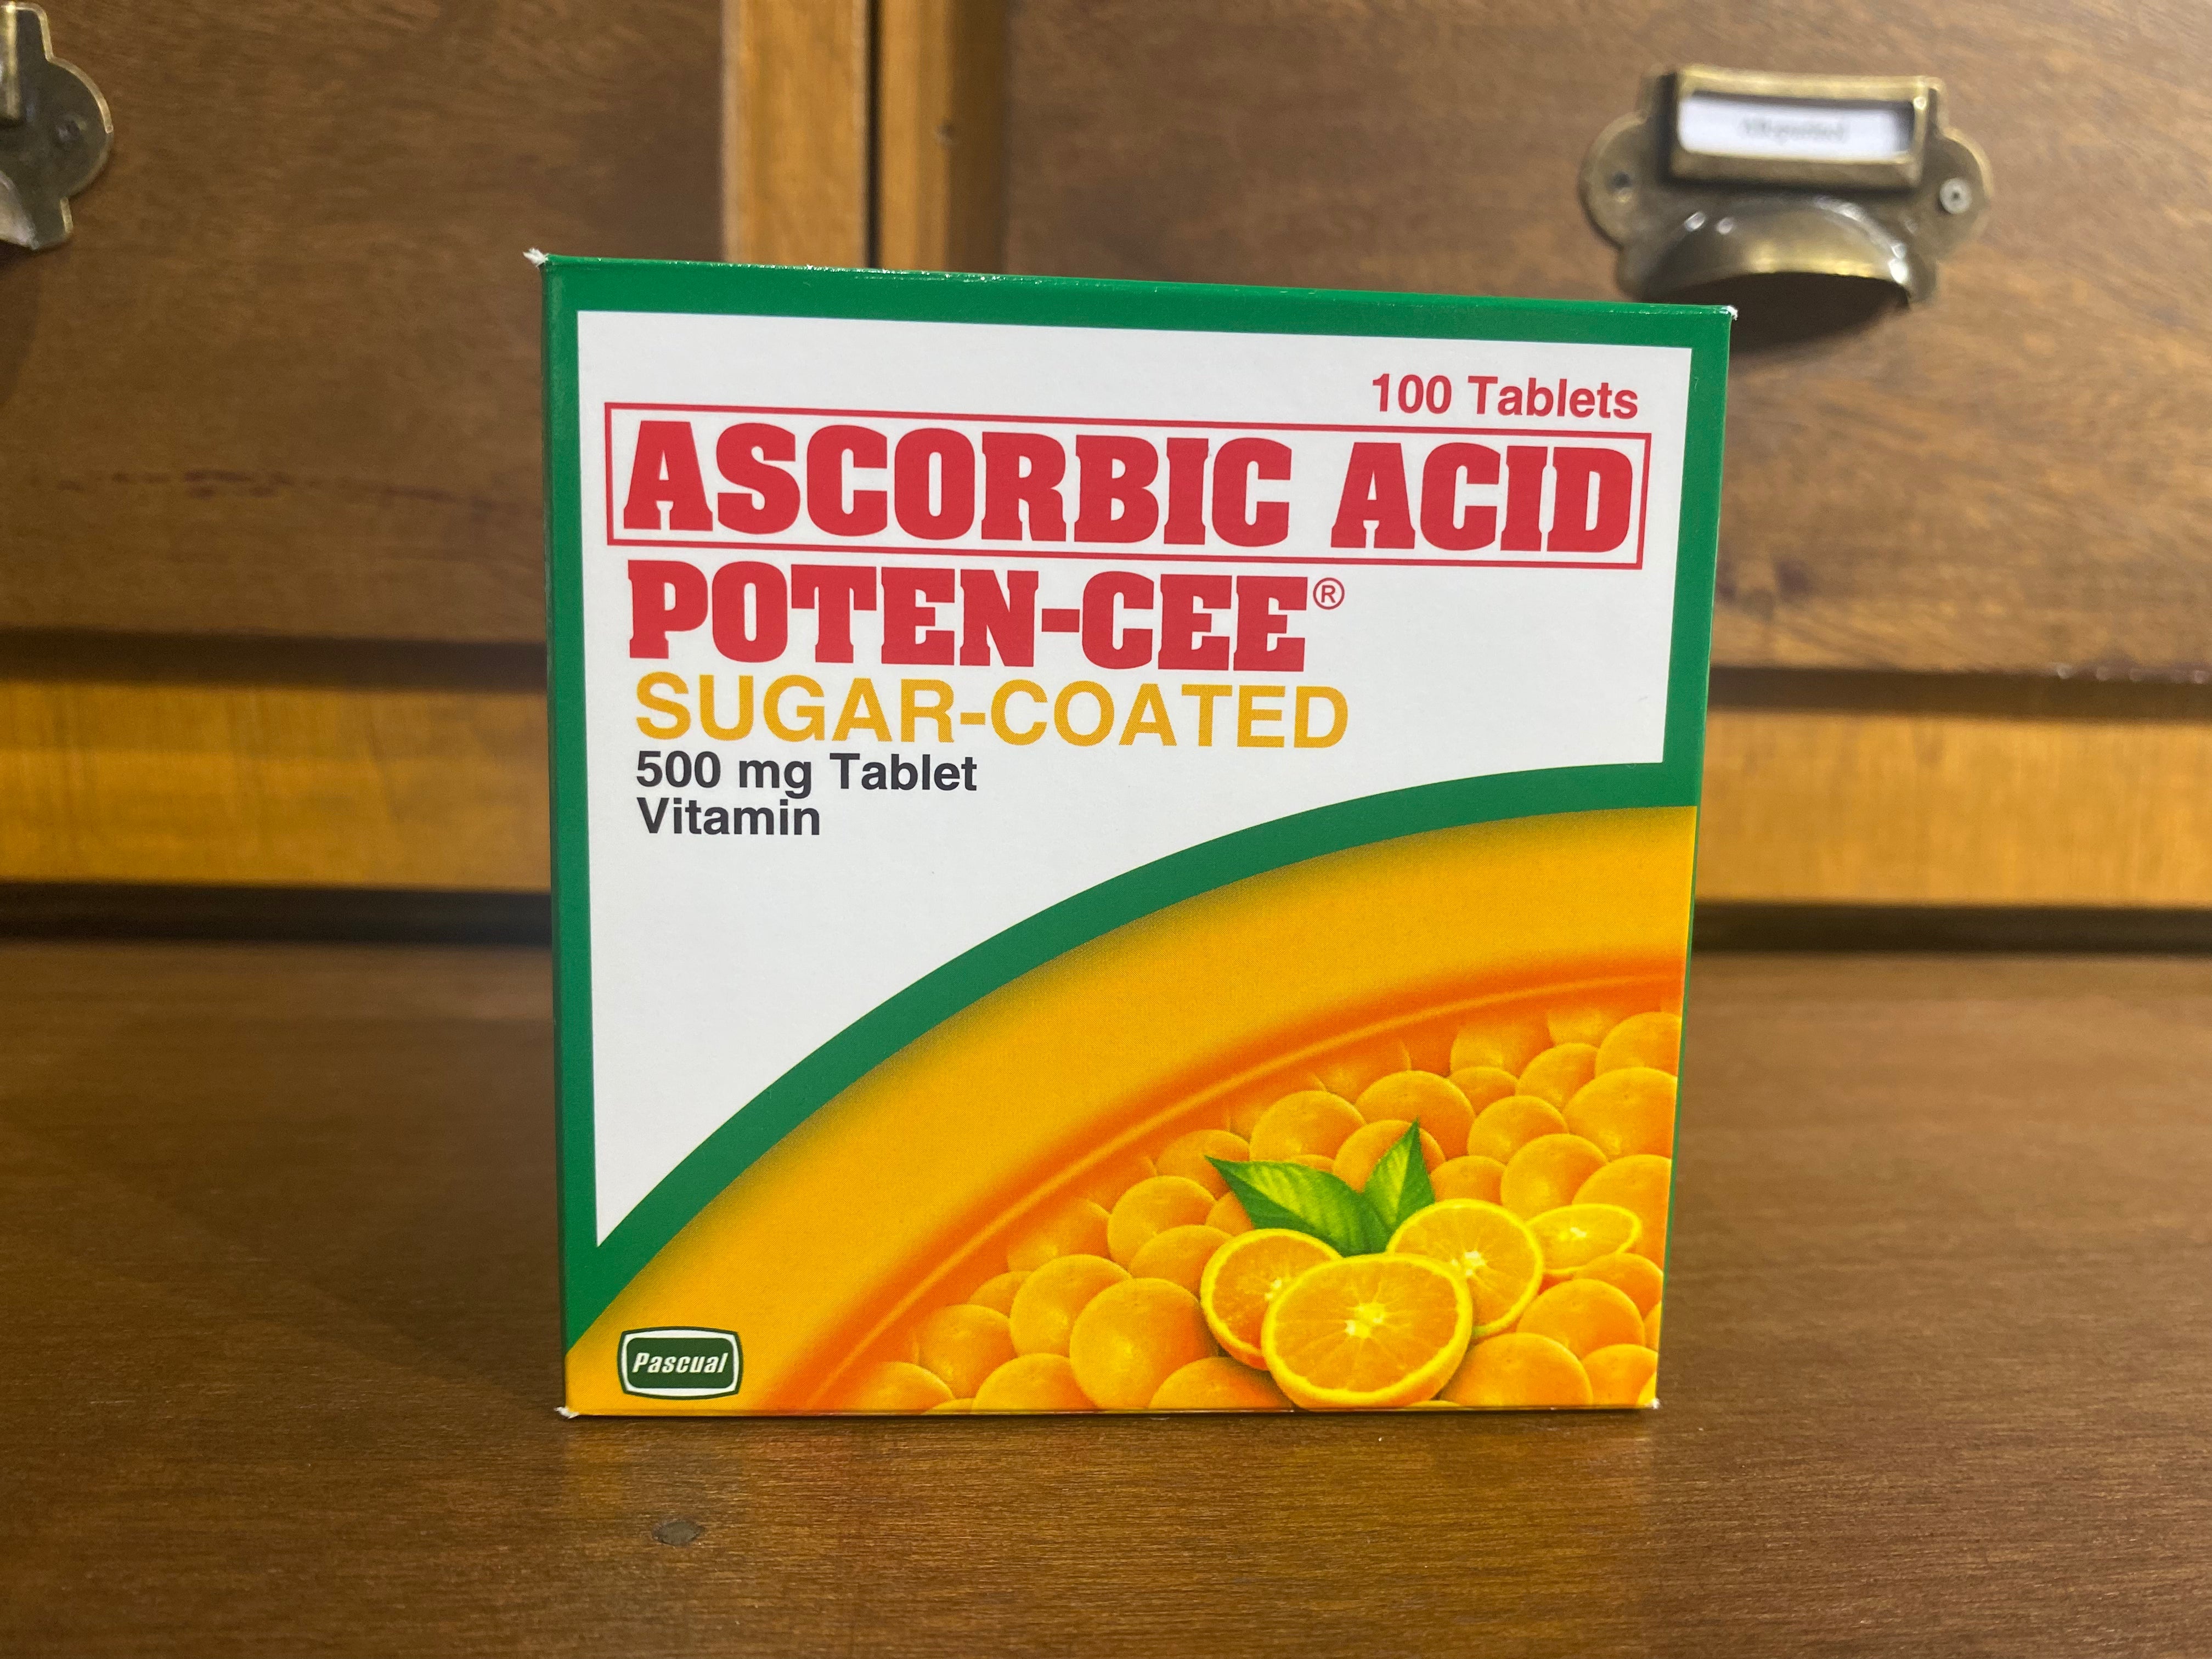 100 Tablets
ASCORBIC ACID
POTEN-CEE®
SUGAR-COATED
500 mg Tablet
Vitamin
Pascual